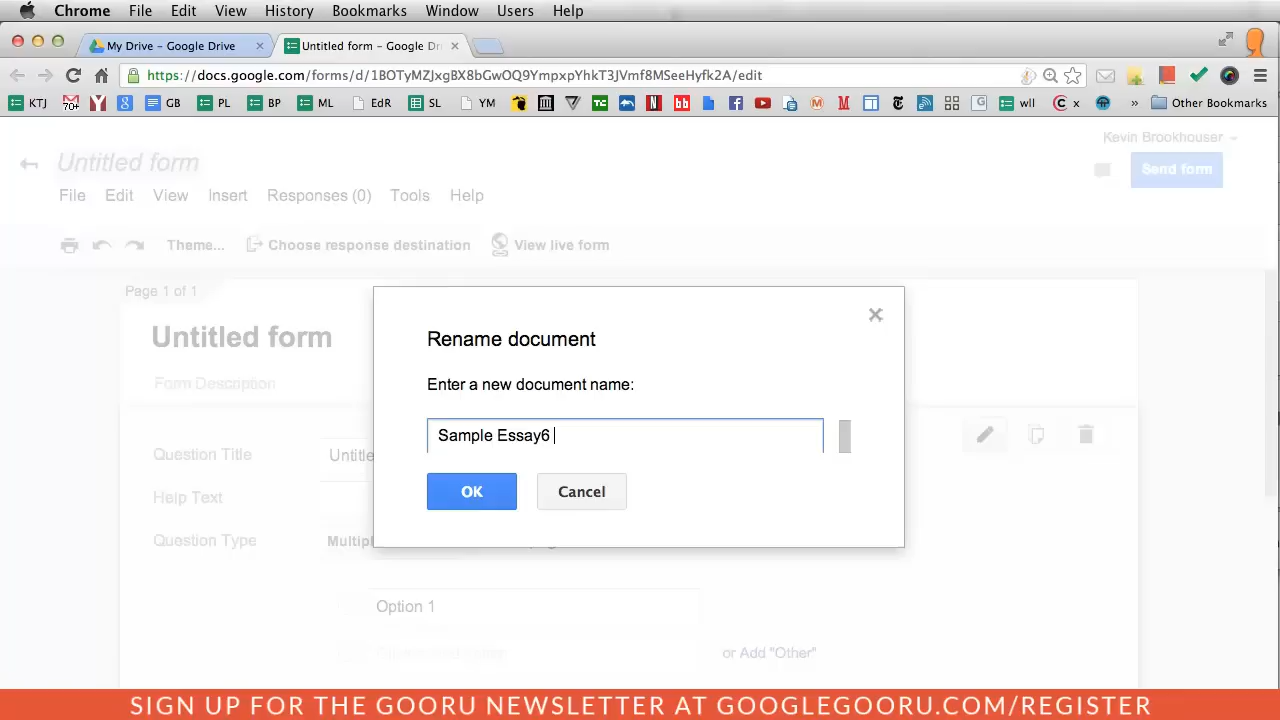 Chrome File Edit View History Bookmarks Window Users Help
My Drive – Google Drive × Untitled form – Google Dr ×
https://docs.google.com/forms/d/1BOTyMZJxgBX8bGwOQ9YmpxpYhkT3JVmf8MSeeHyfk2A/edit
KTJ 70+ GB PL BP ML EdR SL YM wII C x » Other Bookmarks
Kevin Brookhouser
Untitled form
Send form
File Edit View Insert Responses (0) Tools Help
Theme... Choose response destination View live form
Page 1 of 1
Untitled form
Form Description
Rename document
Enter a new document name:
Sample Essay6
OK Cancel
Question Title Untitle
Help Text
Question Type Multip
Option 1
or Add "Other"
SIGN UP FOR THE GOORU NEWSLETTER AT GOOGLEGOORU.COM/REGISTER